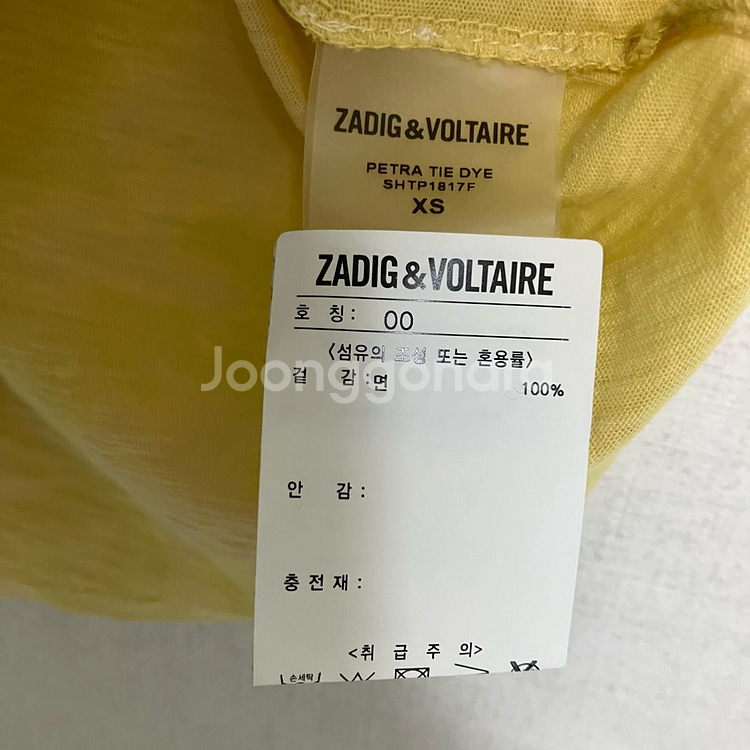 ZADIG&VOLTAIRE
PETRA TIE DYE
SHTP1817F
XS
ZADIG&VOLTAIRE
호 칭: 00
<섬유의 조성 또는 혼용률>
겉 감:면 100%
Joonggonara
안 감:
충전재:
<취 급 주 의>
손세탁